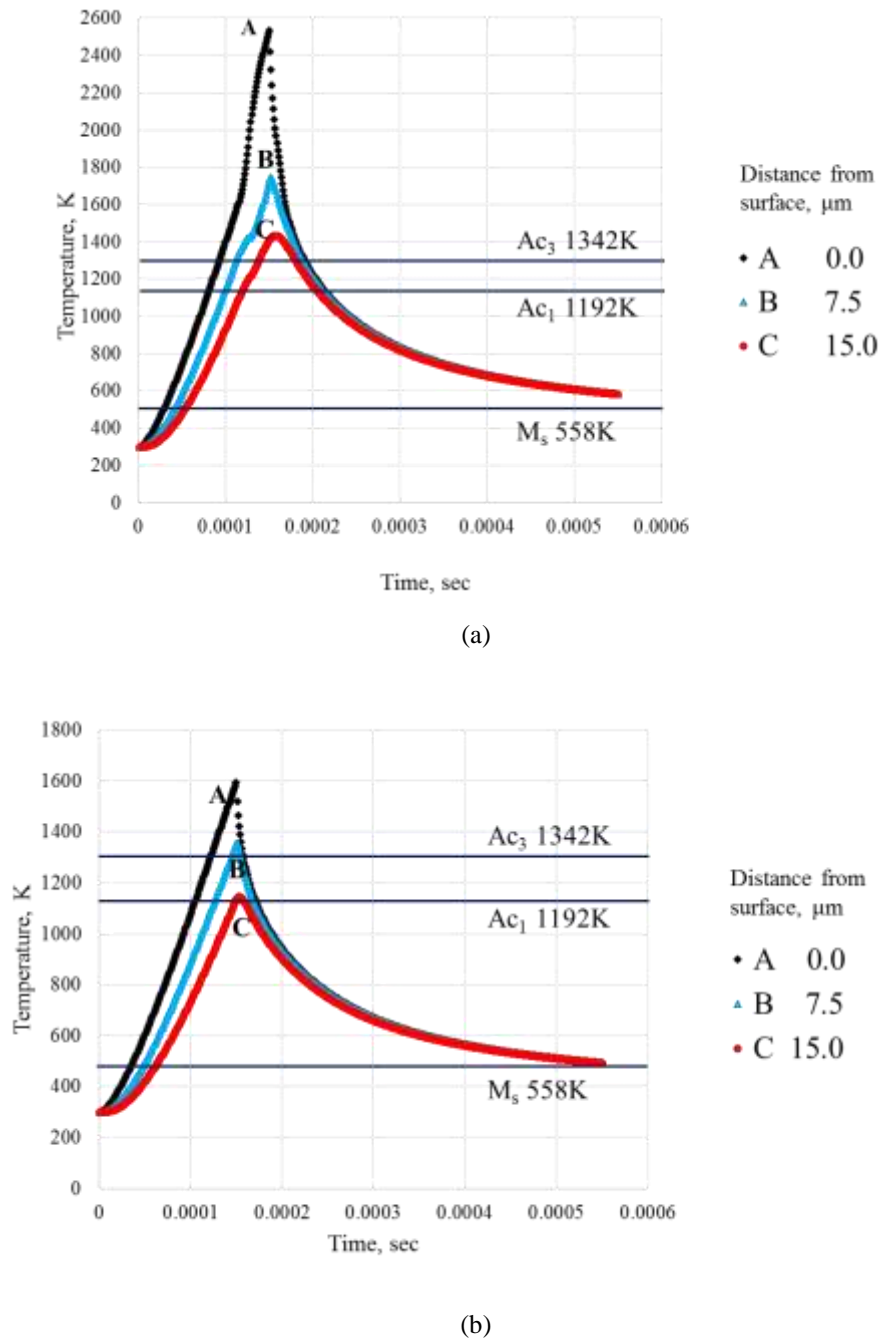 2600
2400
2200
2000
1800
1600
1400
1200
1000
800
600
400
200
0
Temperature, K
A
B
C
Ac₃ 1342K
Ac₁ 1192K
Mₛ 558K
0 0.0001 0.0002 0.0003 0.0004 0.0005 0.0006
Time, sec
Distance from
surface, μm
A 0.0
B 7.5
C 15.0
(a)
1800
1600
1400
1200
1000
800
600
400
200
0
Temperature, K
A
B
C
Ac₃ 1342K
Ac₁ 1192K
Mₛ 558K
0 0.0001 0.0002 0.0003 0.0004 0.0005 0.0006
Time, sec
Distance from
surface, μm
A 0.0
B 7.5
C 15.0
(b)